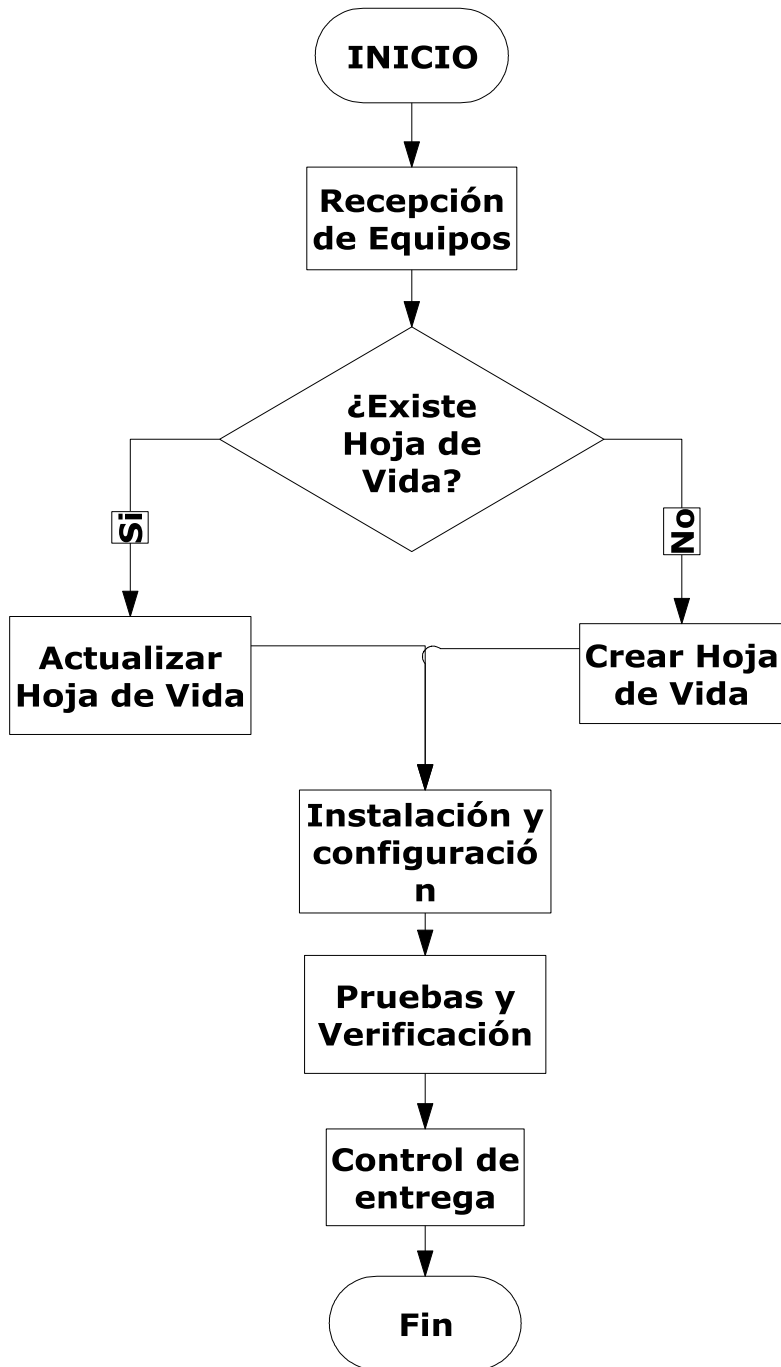 INICIO
Recepción
de Equipos
¿Existe
Hoja de
Vida?
Si
No
Actualizar
Hoja de Vida
Crear Hoja
de Vida
Instalación y
configuració
n
Pruebas y
Verificación
Control de
entrega
Fin